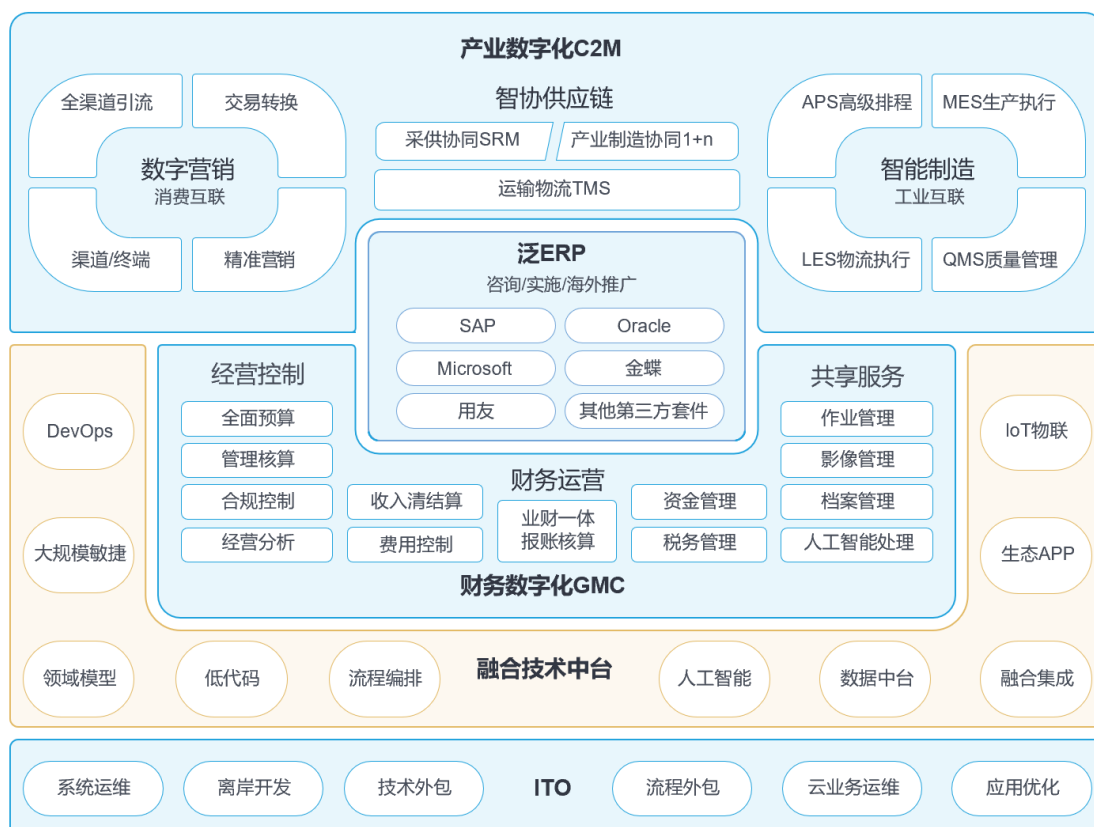 产业数字化C2M
全渠道引流
交易转换
数字营销
消费互联
渠道/终端
精准营销
智协供应链
采供协同SRM
产业制造协同1+n
运输物流TMS
APS高级排程
MES生产执行
智能制造
工业互联
LES物流执行
QMS质量管理
泛ERP
咨询/实施/海外推广
SAP
Oracle
Microsoft
金蝶
用友
其他第三方套件
经营控制
全面预算
管理核算
合规控制
经营分析
财务运营
收入清结算
费用控制
业财一体
报账核算
资金管理
税务管理
共享服务
作业管理
影像管理
档案管理
人工智能处理
财务数字化GMC
DevOps
大规模敏捷
IoT物联
生态APP
领域模型
低代码
流程编排
融合技术中台
人工智能
数据中台
融合集成
系统运维
离岸开发
技术外包
ITO
流程外包
云业务运维
应用优化